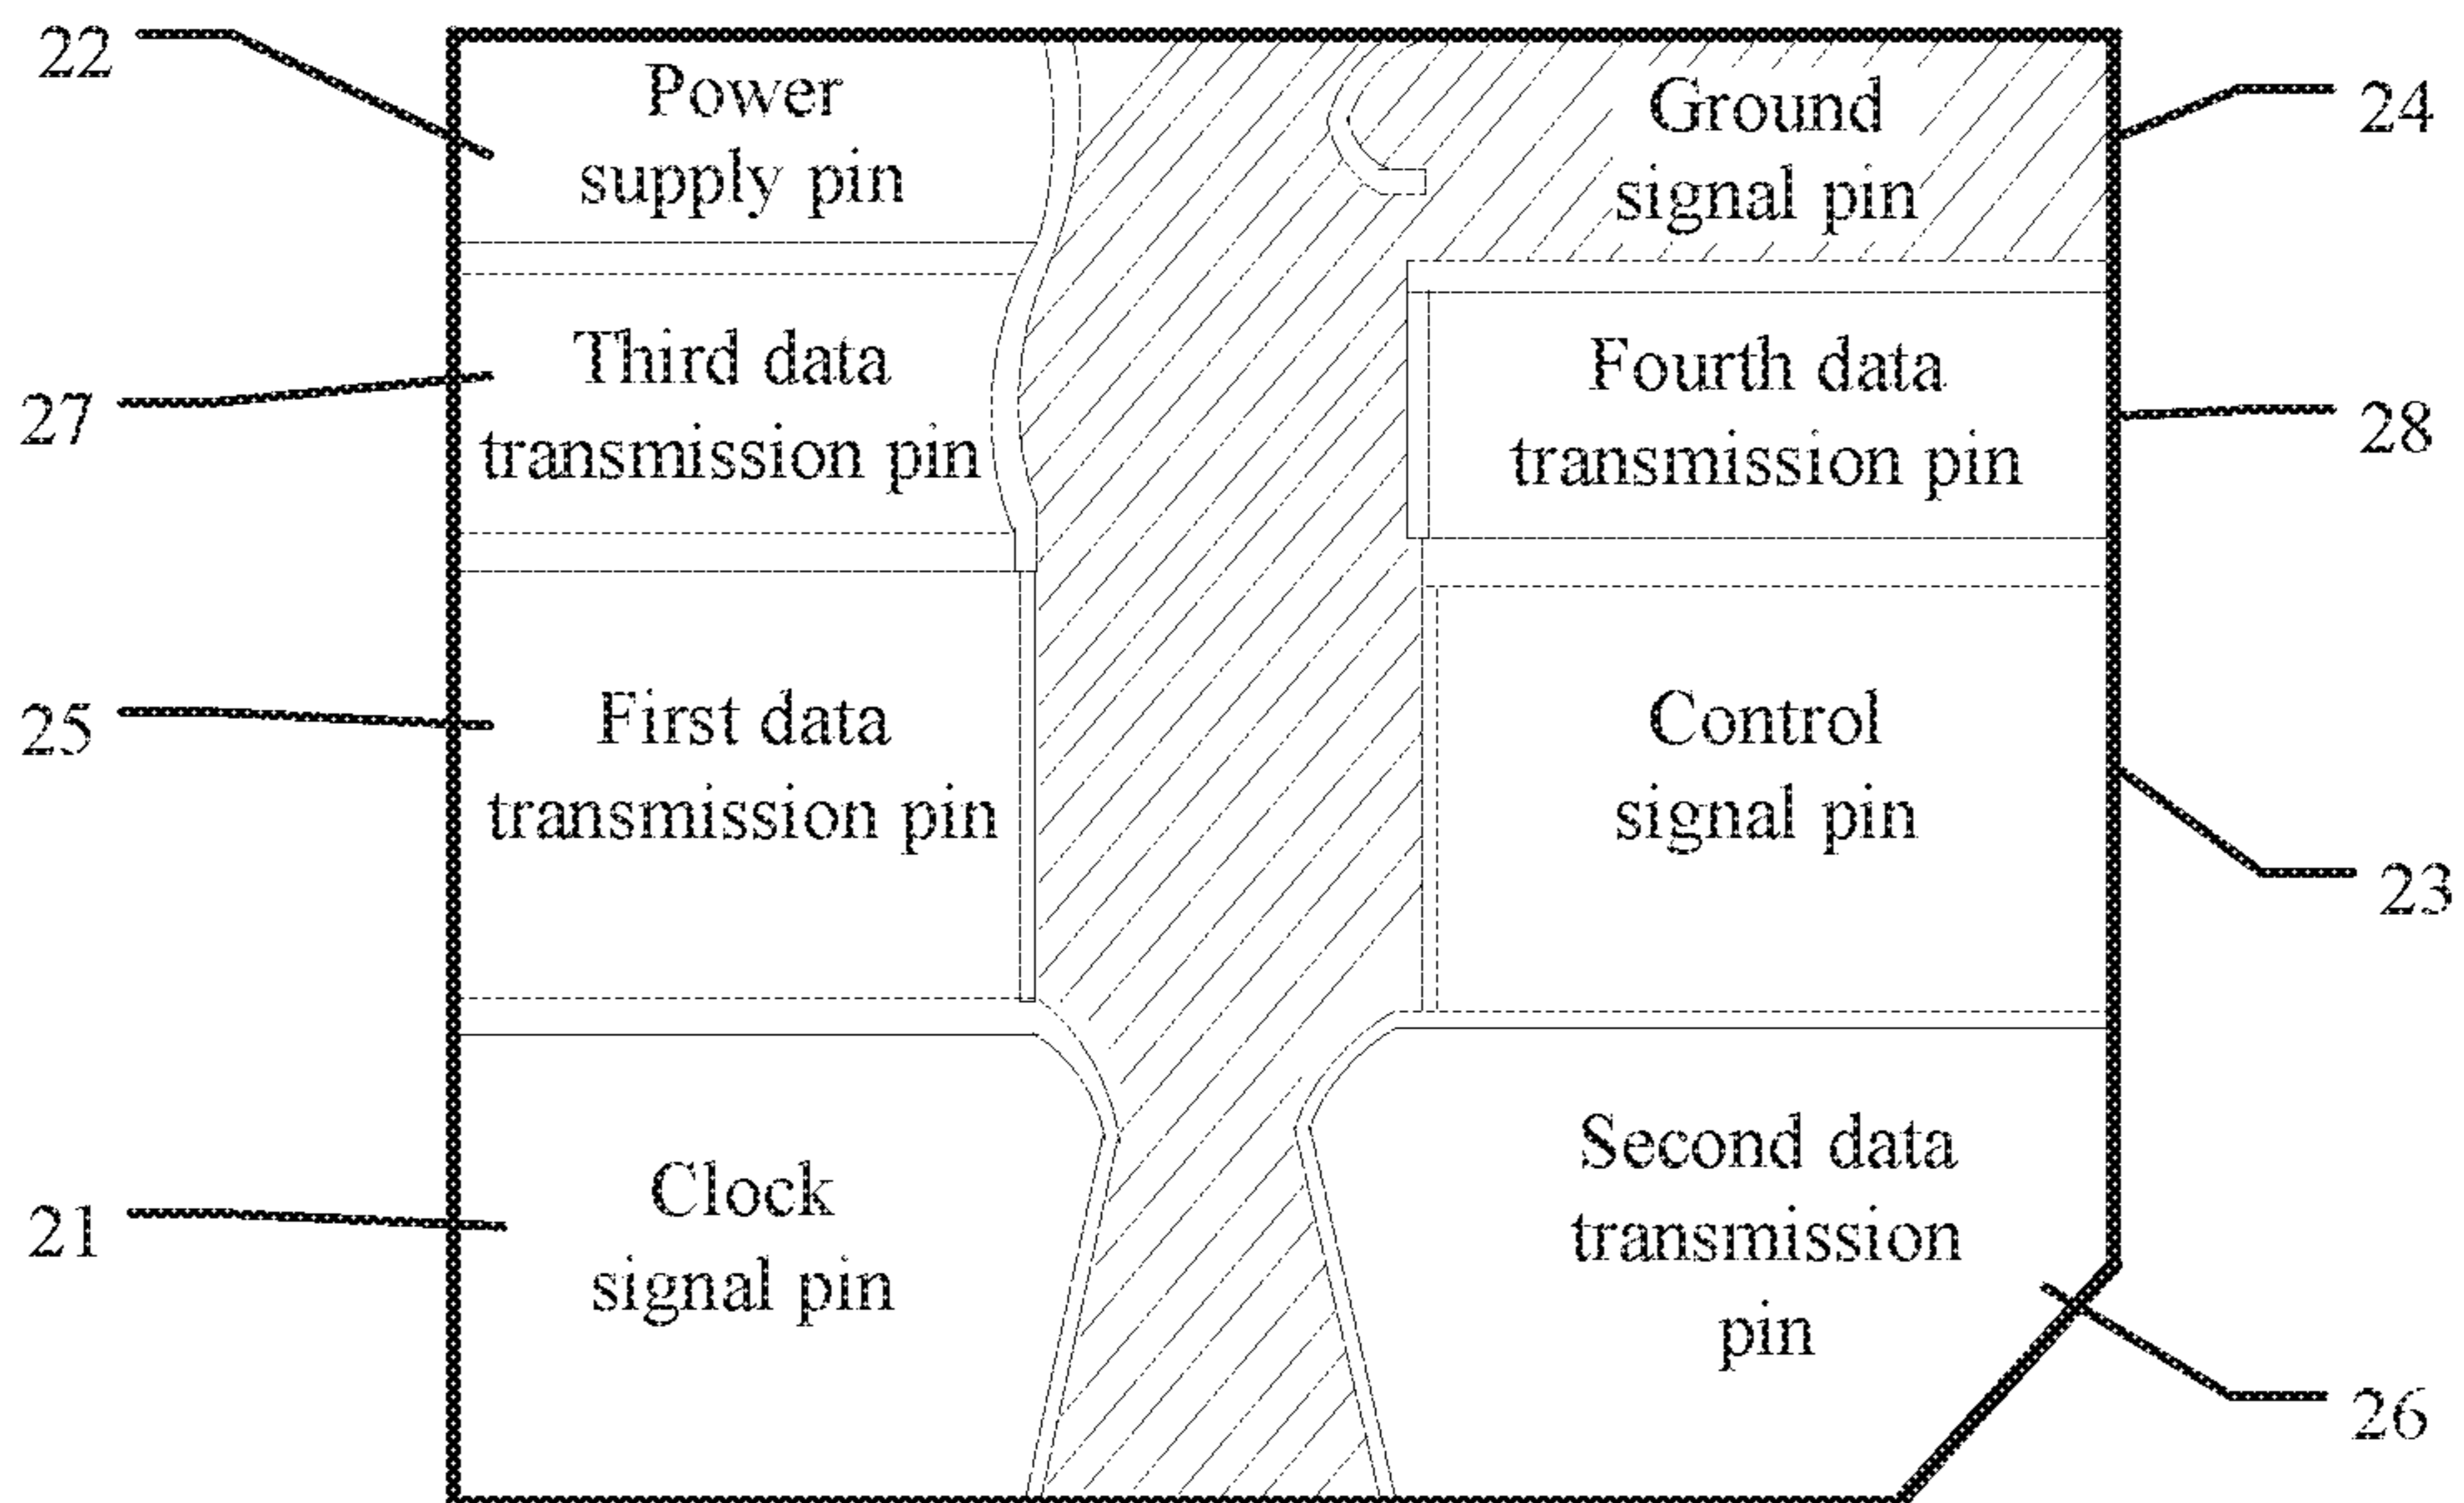 22
Power
supply pin
Ground
signal pin
24
27
Third data
transmission pin
Fourth data
transmission pin
28
25
First data
transmission pin
Control
signal pin
23
21
Clock
signal pin
Second data
transmission
pin
26